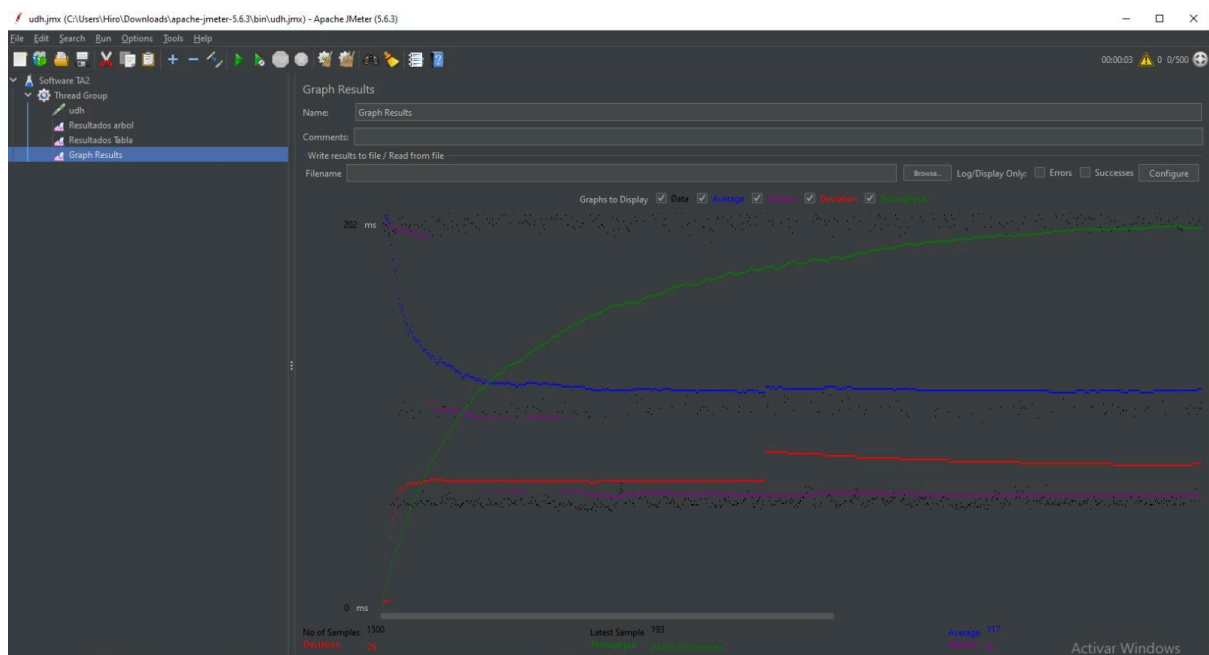 udh.jmx (C:\Users\Hiro\Downloads\apache-jmeter-5.6.3\bin\udh.jmx) - Apache JMeter (5.6.3)
File Edit Search Run Options Tools Help
00:00:03 0 0/500
Software TA2
Thread Group
udh
Resultados arbol
Resultados Tabla
Graph Results
Graph Results
Name: Graph Results
Comments:
Write results to file / Read from file
Filename Browse... Log/Display Only: Errors Successes Configure
Graphs to Display Data Average Median Deviation Throughput
202 ms
0 ms
No of Samples 1500 Latest Sample 193 Average 117
Deviation 76 Throughput Median
Activar Windows